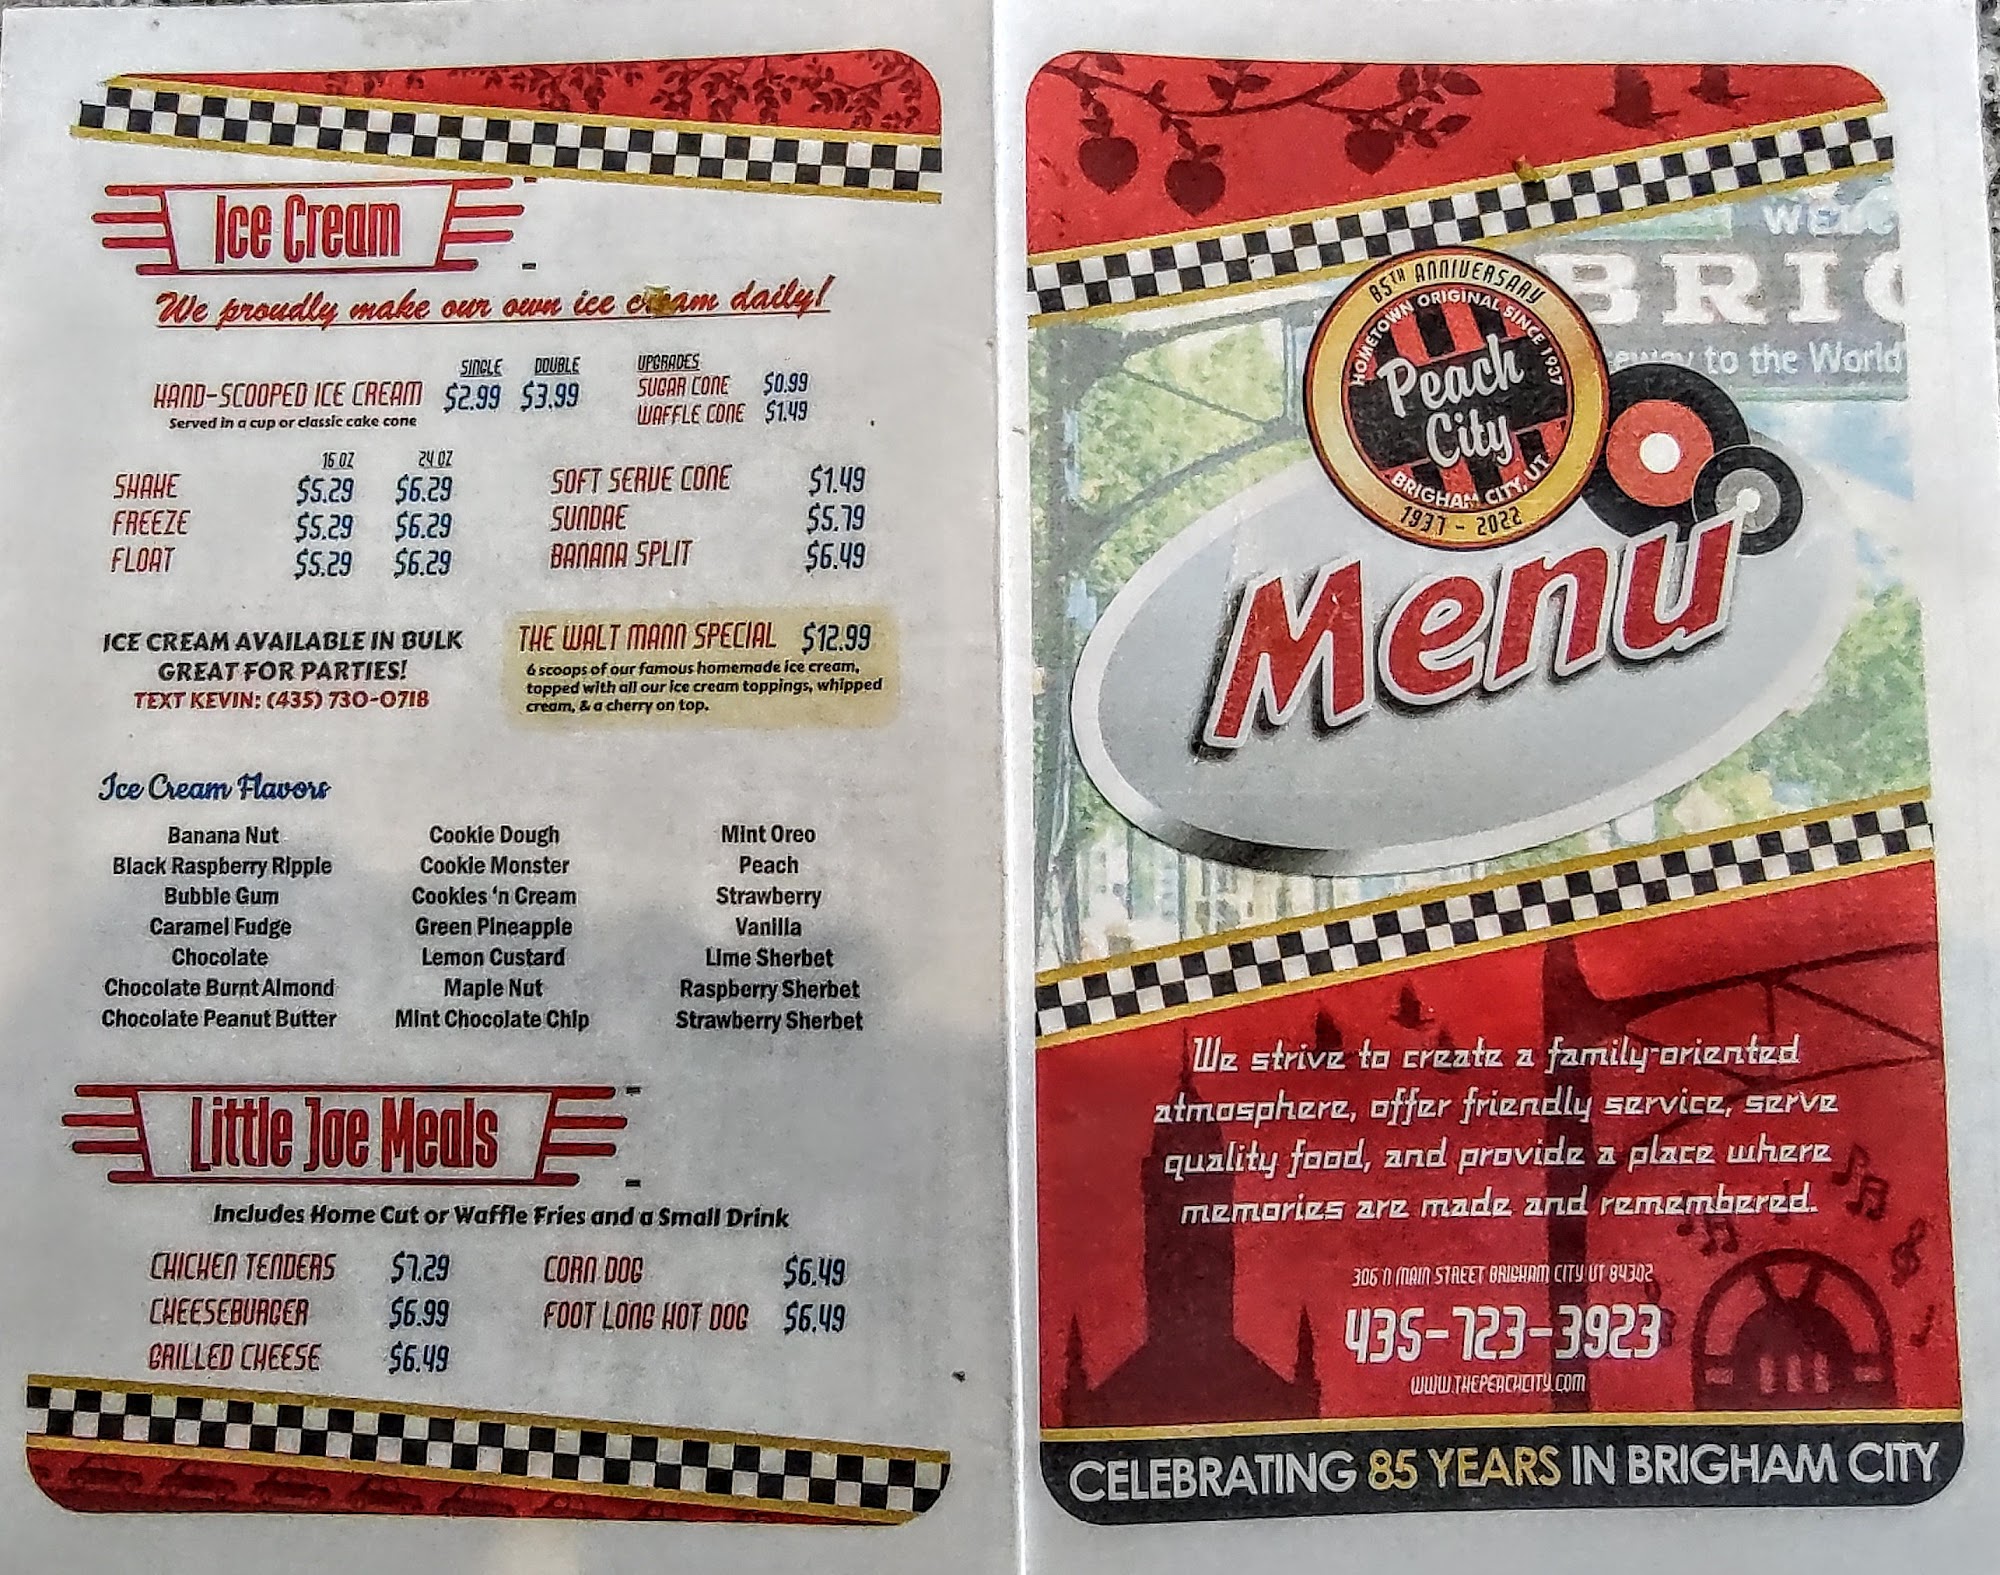 Ice Cream
We proudly make our own ice cream daily!
SINGLE DOUBLE
HAND-SCOOPED ICE CREAM $2.99 $3.99
Served in a cup or classic cake cone
UPGRADES
SUGAR CONE $0.99
WAFFLE CONE $1.49
16 OZ 24 OZ
SHAKE $5.29 $6.29
FREEZE $5.29 $6.29
FLOAT $5.29 $6.29
SOFT SERVE CONE $1.49
SUNDAE $5.79
BANANA SPLIT $6.49
ICE CREAM AVAILABLE IN BULK
GREAT FOR PARTIES!
TEXT KEVIN: (435) 730-0718
THE WALT MANN SPECIAL $12.99
6 scoops of our famous homemade ice cream,
topped with all our ice cream toppings, whipped
cream, & a cherry on top.
Ice Cream Flavors
Banana Nut
Black Raspberry Ripple
Bubble Gum
Caramel Fudge
Chocolate
Chocolate Burnt Almond
Chocolate Peanut Butter
Cookie Dough
Cookie Monster
Cookies 'n Cream
Green Pineapple
Lemon Custard
Maple Nut
Mint Chocolate Chip
Mint Oreo
Peach
Strawberry
Vanilla
Lime Sherbet
Raspberry Sherbet
Strawberry Sherbet
Little Joe Meals
Includes Home Cut or Waffle Fries and a Small Drink
CHICKEN TENDERS $7.29
CHEESEBURGER $6.99
GRILLED CHEESE $6.49
CORN DOG $6.49
FOOT LONG HOT DOG $6.49
WELC
BRIG
eway to the World
85TH ANNIVERSARY
HOMETOWN ORIGINAL SINCE 1937
Peach
City
BRIGHAM CITY, UT
1937 - 2022
Menu
We strive to create a family-oriented
atmosphere, offer friendly service, serve
quality food, and provide a place where
memories are made and remembered.
306 N MAIN STREET BRIGHAM CITY UT 84302
435-723-3923
WWW.THEPEACHCITY.COM
CELEBRATING 85 YEARS IN BRIGHAM CITY